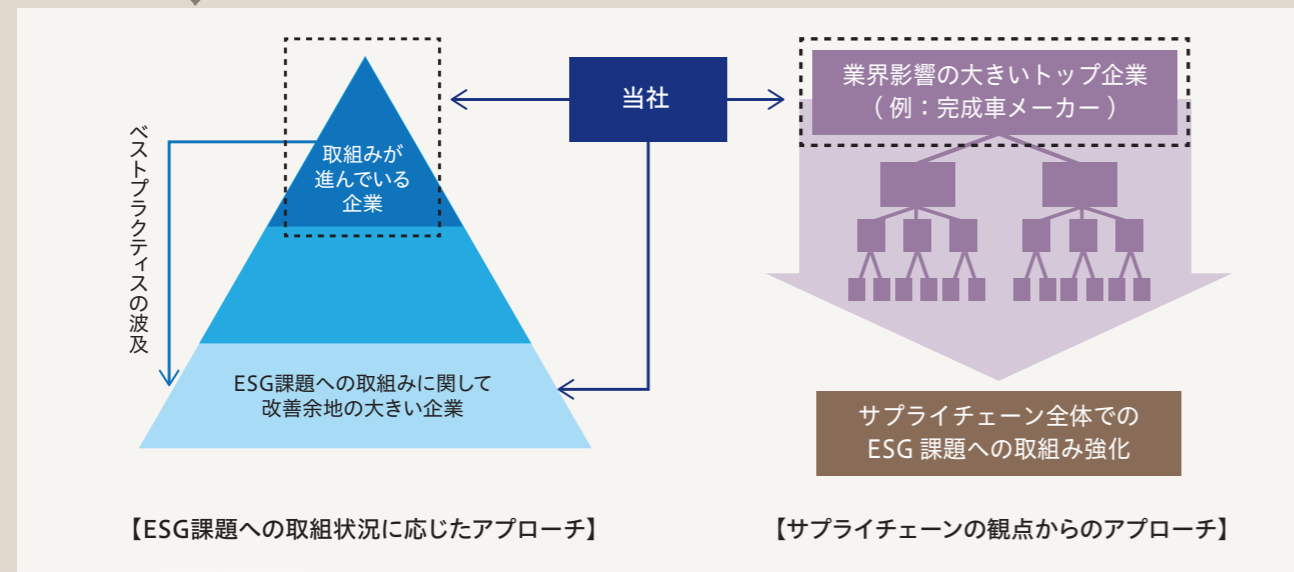 当社
業界影響の大きいトップ企業
( 例：完成車メーカー )
ベストプラクティスの波及
取組みが
進んでいる
企業
ESG課題への取組みに関して
改善余地の大きい企業
サプライチェーン全体での
ESG 課題への取組み強化
【ESG課題への取組状況に応じたアプローチ】
【サプライチェーンの観点からのアプローチ】